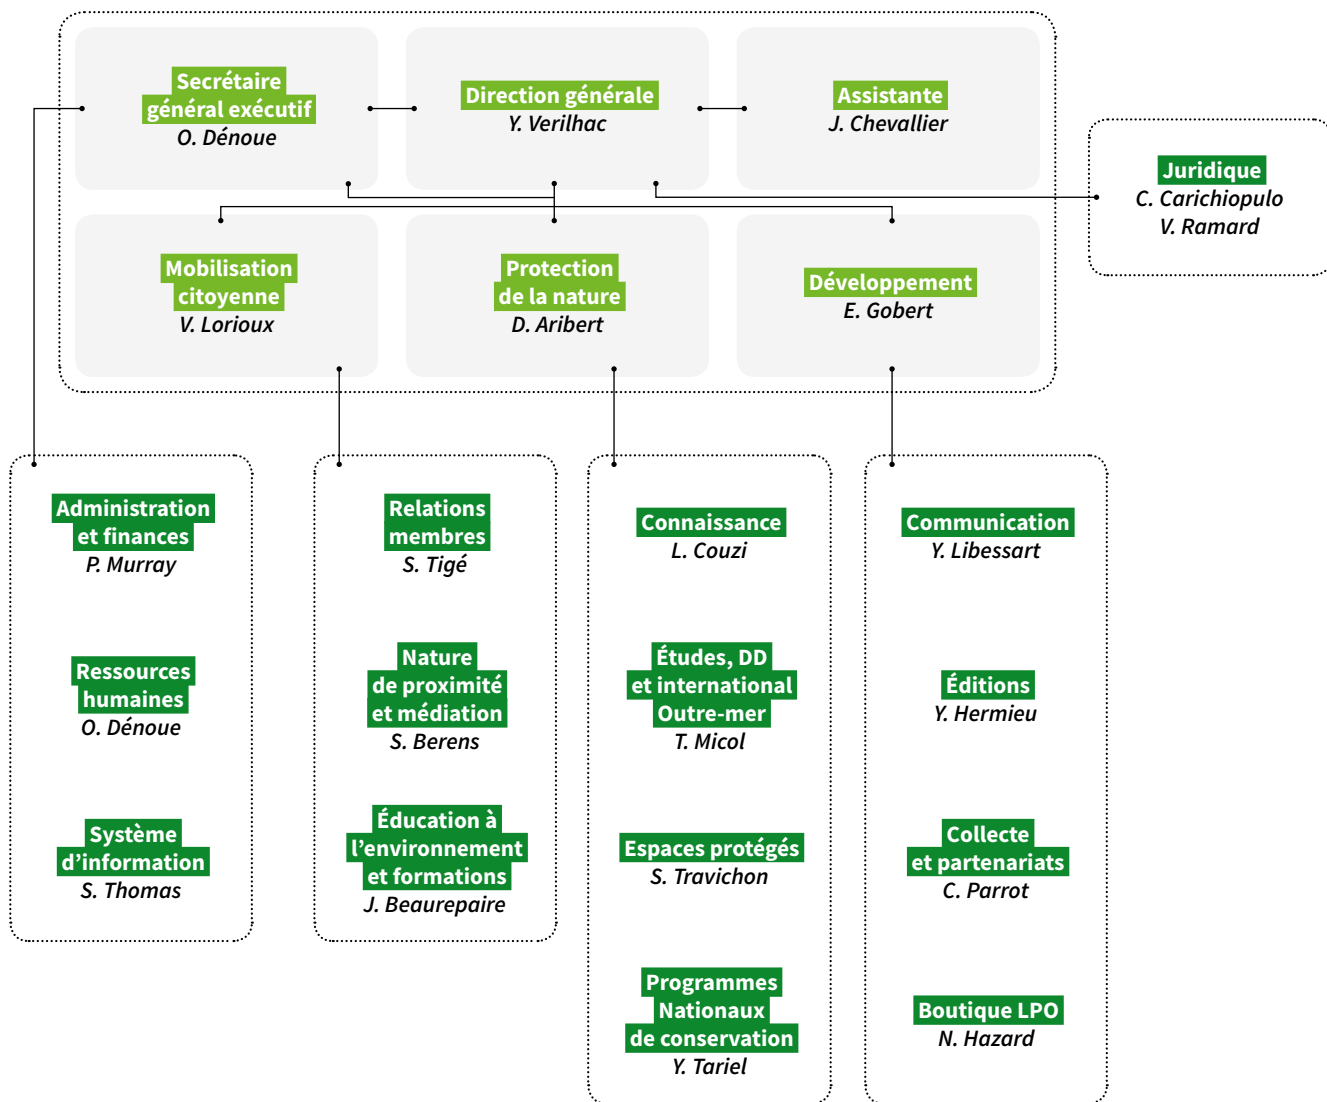 Secrétaire
général exécutif
O. Dénoue
Direction générale
Y. Verilhac
Assistante
J. Chevallier
Juridique
C. Carichiopulo
V. Ramard
Mobilisation
citoyenne
V. Lorioux
Protection
de la nature
D. Aribert
Développement
E. Gobert
Administration
et finances
P. Murray
Ressources
humaines
O. Dénoue
Système
d’information
S. Thomas
Relations
membres
S. Tigé
Nature
de proximité
et médiation
S. Berens
Éducation à
l’environnement
et formations
J. Beaurepaire
Connaissance
L. Couzi
Études, DD
et international
Outre-mer
T. Micol
Espaces protégés
S. Travichon
Programmes
Nationaux
de conservation
Y. Tariel
Communication
Y. Libessart
Éditions
Y. Hermieu
Collecte
et partenariats
C. Parrot
Boutique LPO
N. Hazard